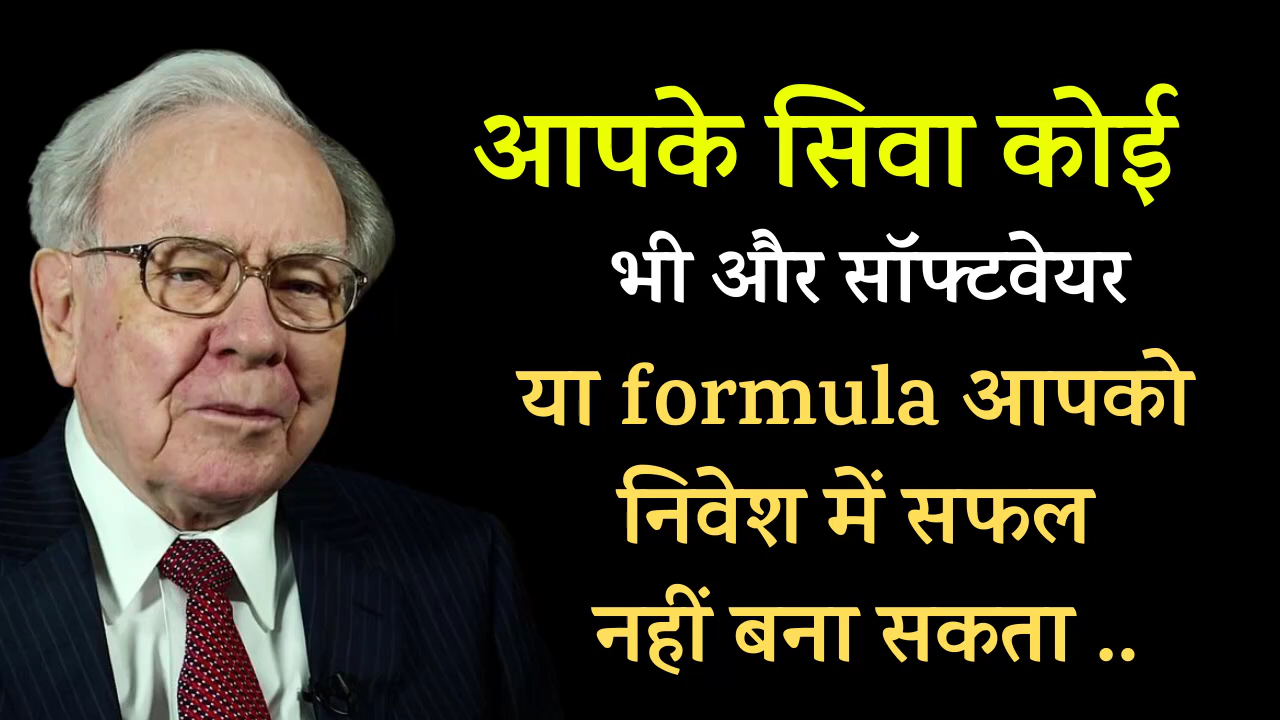 आपके सिवा कोई
भी और सॉफ्टवेयर
या formula आपको
निवेश में सफल
नहीं बना सकता ..